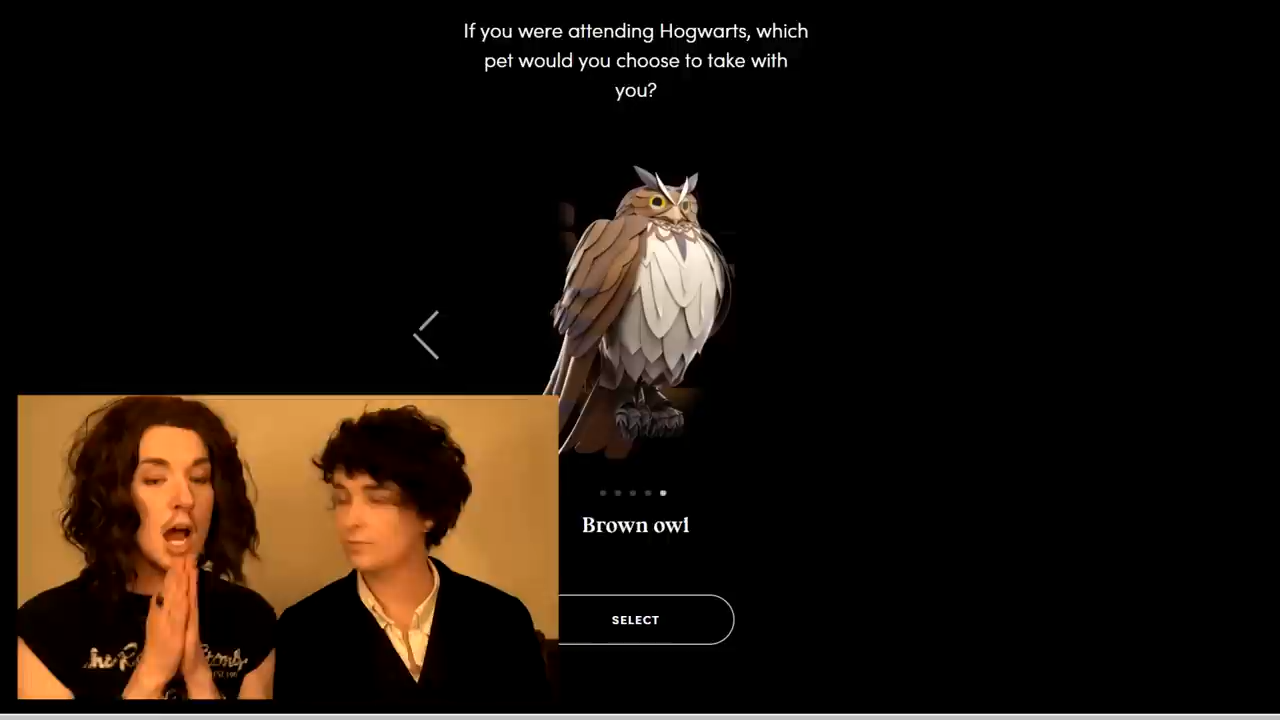 If you were attending Hogwarts, which
pet would you choose to take with
you?
Brown owl
SELECT